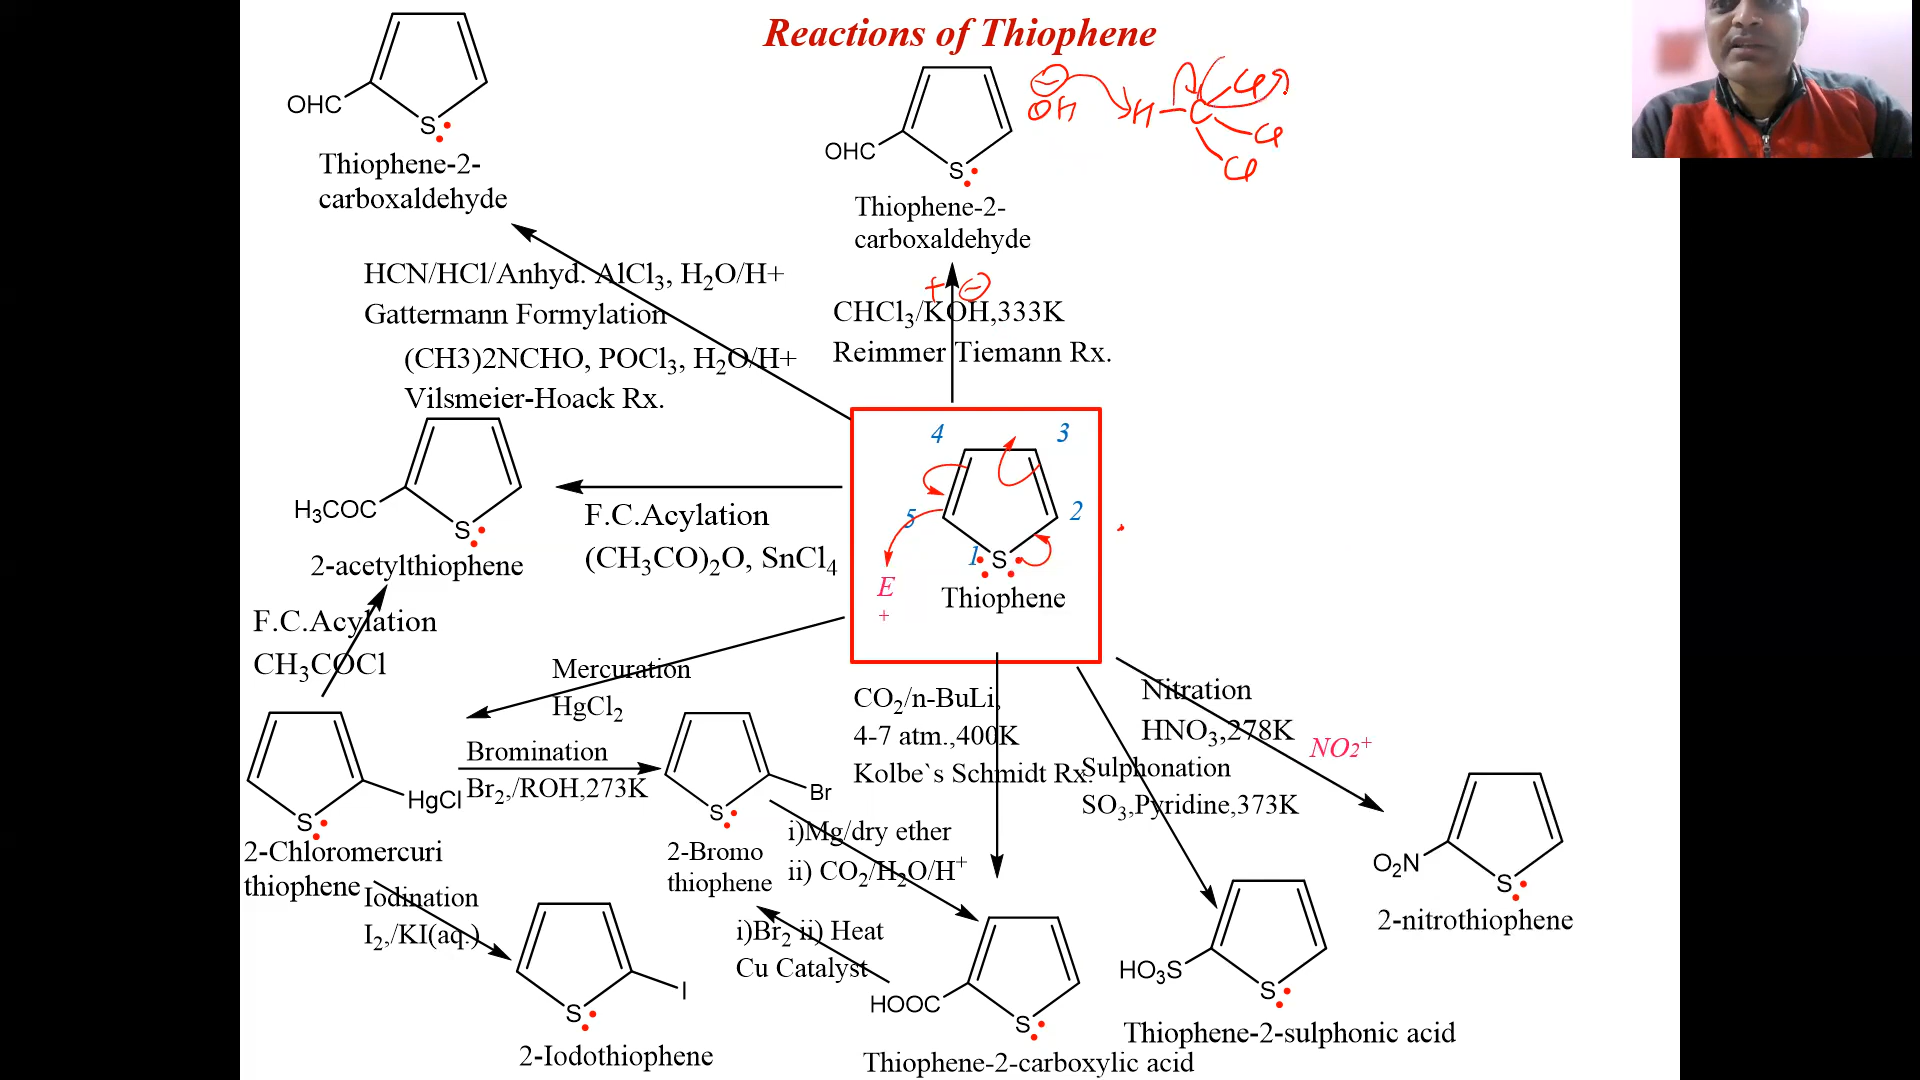 Reactions of Thiophene
OHC
S
Thiophene-2-
carboxaldehyde
OHC
S
Thiophene-2-
carboxaldehyde
⊖
OH
H - C
Cl
Cl
Cl
HCN/HCl/Anhyd. AlCl3, H2O/H+
Gattermann Formylation
(CH3)2NCHO, POCl3, H2O/H+
Vilsmeier-Hoack Rx.
+ ⊖
CHCl3/KOH,333K
Reimmer Tiemann Rx.
4 3
5 2
1 S
E
+
Thiophene
H3COC
S
2-acetylthiophene
F.C.Acylation
(CH3CO)2O, SnCl4
F.C.Acylation
CH3COCl
Mercuration
HgCl2
HgCl
S
2-Chloromercuri
thiophene
Bromination
Br2,/ROH,273K
Br
S
2-Bromo
thiophene
Iodination
I2,/KI(aq.)
I
S
2-Iodothiophene
CO2/n-BuLi,
4-7 atm.,400K
Kolbe`s Schmidt Rx.
i)Mg/dry ether
ii) CO2/H2O/H+
i)Br2 ii) Heat
Cu Catalyst
HOOC
S
Thiophene-2-carboxylic acid
Sulphonation
SO3,Pyridine,373K
HO3S
S
Thiophene-2-sulphonic acid
Nitration
HNO3,278K
NO2+
O2N
S
2-nitrothiophene